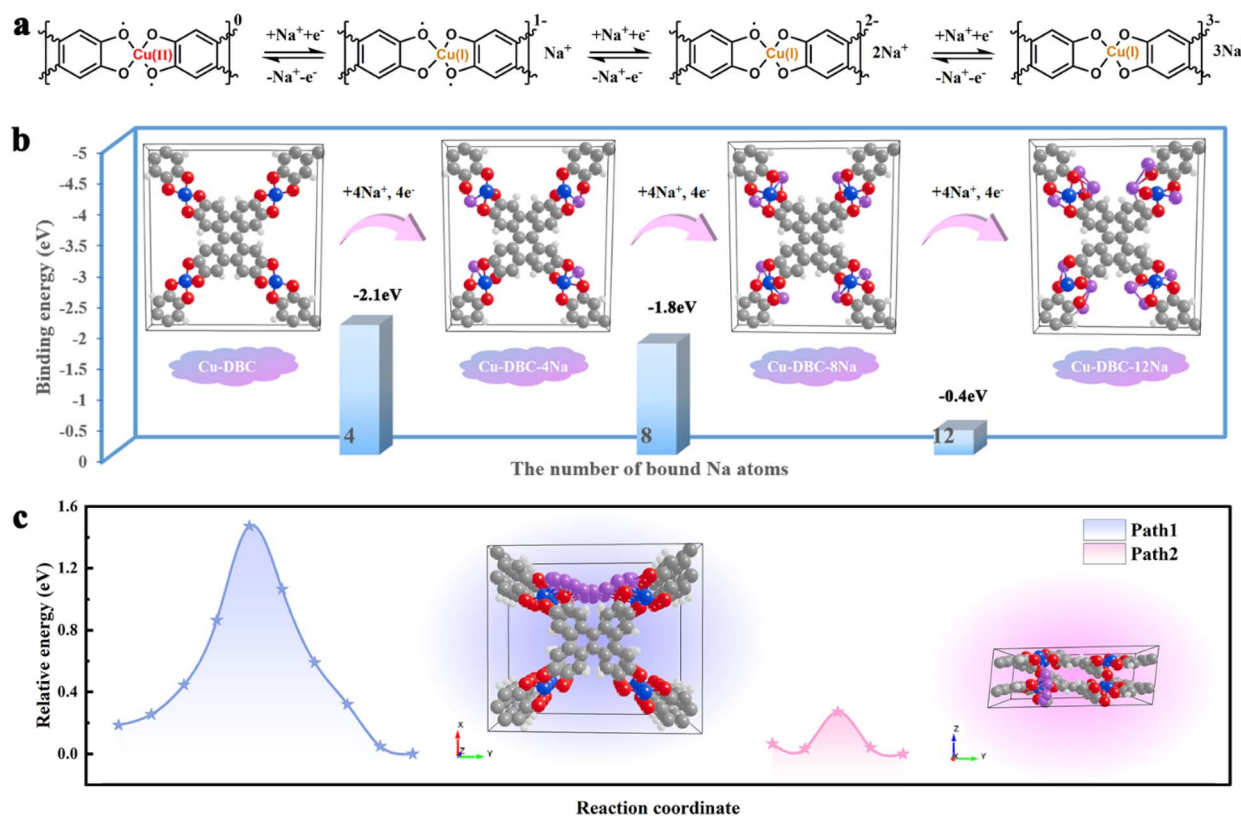 a
0
1-
2-
3-
+Na⁺+e⁻
+Na⁺+e⁻
+Na⁺+e⁻
O O
Cu(II)
O O
O O
Cu(I)
O O
Na⁺
O O
Cu(I)
O O
2Na⁺
O O
Cu(I)
O O
3Na
-Na⁺-e⁻
-Na⁺-e⁻
-Na⁺-e⁻
b
Binding energy (eV)
-5
-4.5
-4
-3.5
-3
-2.5
-2
-1.5
-1
-0.5
0
+4Na⁺, 4e⁻
+4Na⁺, 4e⁻
+4Na⁺, 4e⁻
-2.1eV
-1.8eV
-0.4eV
Cu-DBC
Cu-DBC-4Na
Cu-DBC-8Na
Cu-DBC-12Na
4
8
12
The number of bound Na atoms
c
Relative energy (eV)
1.6
1.2
0.8
0.4
0.0
Path1
Path2
X
Z
Y
Z
X
Y
Reaction coordinate